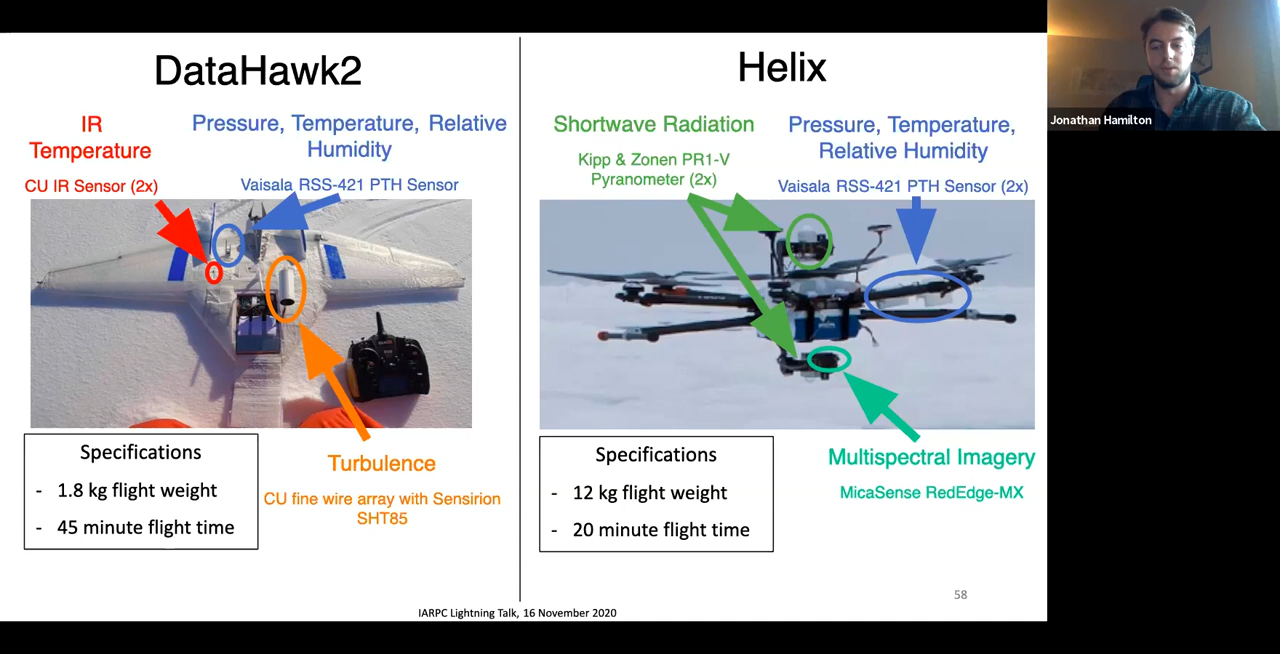 DataHawk2
IR
Temperature
CU IR Sensor (2x)
Pressure, Temperature, Relative
Humidity
Vaisala RSS-421 PTH Sensor
Specifications
- 1.8 kg flight weight
- 45 minute flight time
Turbulence
CU fine wire array with Sensirion
SHT85
Helix
Shortwave Radiation
Kipp & Zonen PR1-V
Pyranometer (2x)
Pressure, Temperature,
Relative Humidity
Vaisala RSS-421 PTH Sensor (2x)
Specifications
- 12 kg flight weight
- 20 minute flight time
Multispectral Imagery
MicaSense RedEdge-MX
58
IARPC Lightning Talk, 16 November 2020
Jonathan Hamilton